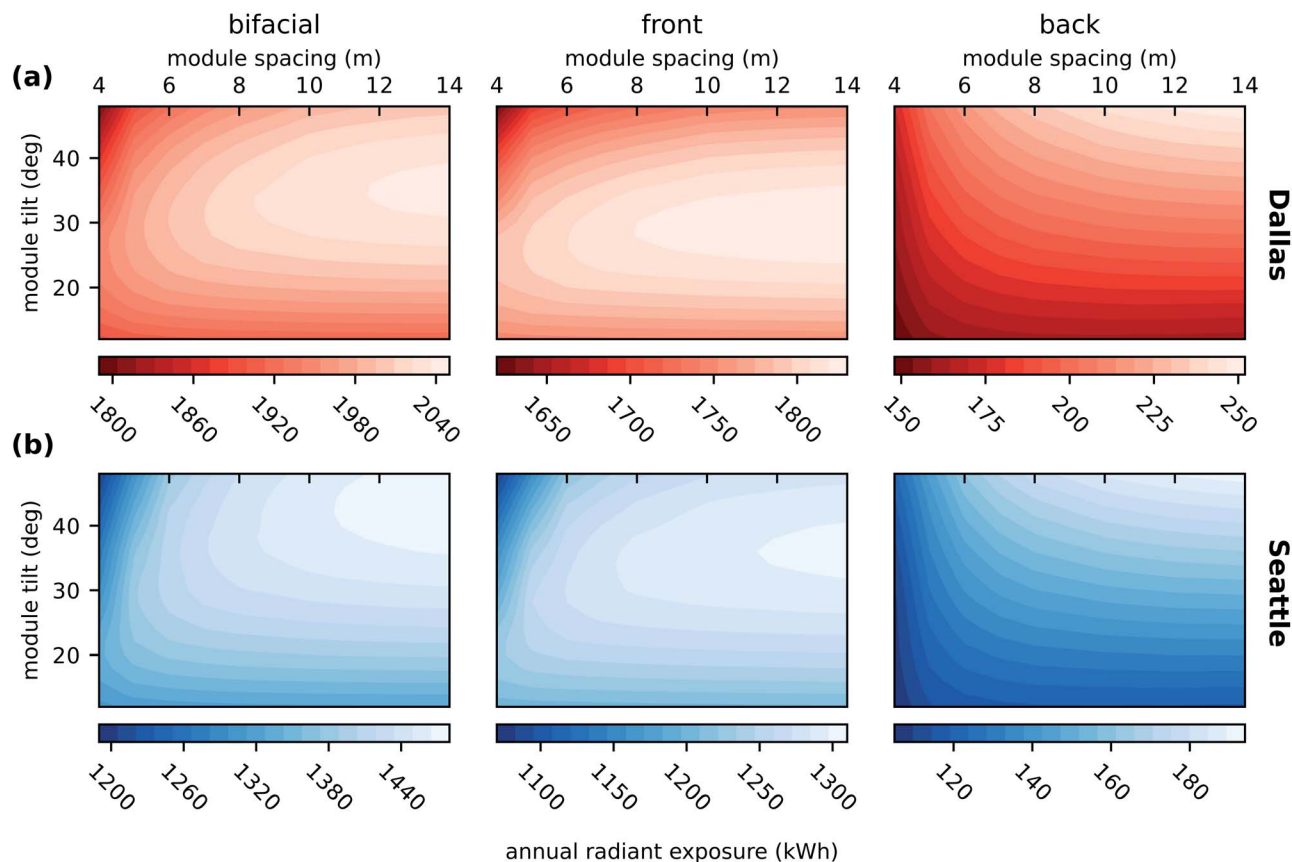 bifacial front back
module spacing (m) module spacing (m) module spacing (m)
(a)
4 6 8 10 12 14 4 6 8 10 12 14 4 6 8 10 12 14
module tilt (deg)
40
30
20
Dallas
1800 1860 1920 1980 2040 1650 1700 1750 1800 150 175 200 225 250
(b)
module tilt (deg)
40
30
20
Seattle
1200 1260 1320 1380 1440 1100 1150 1200 1250 1300 120 140 160 180
annual radiant exposure (kWh)